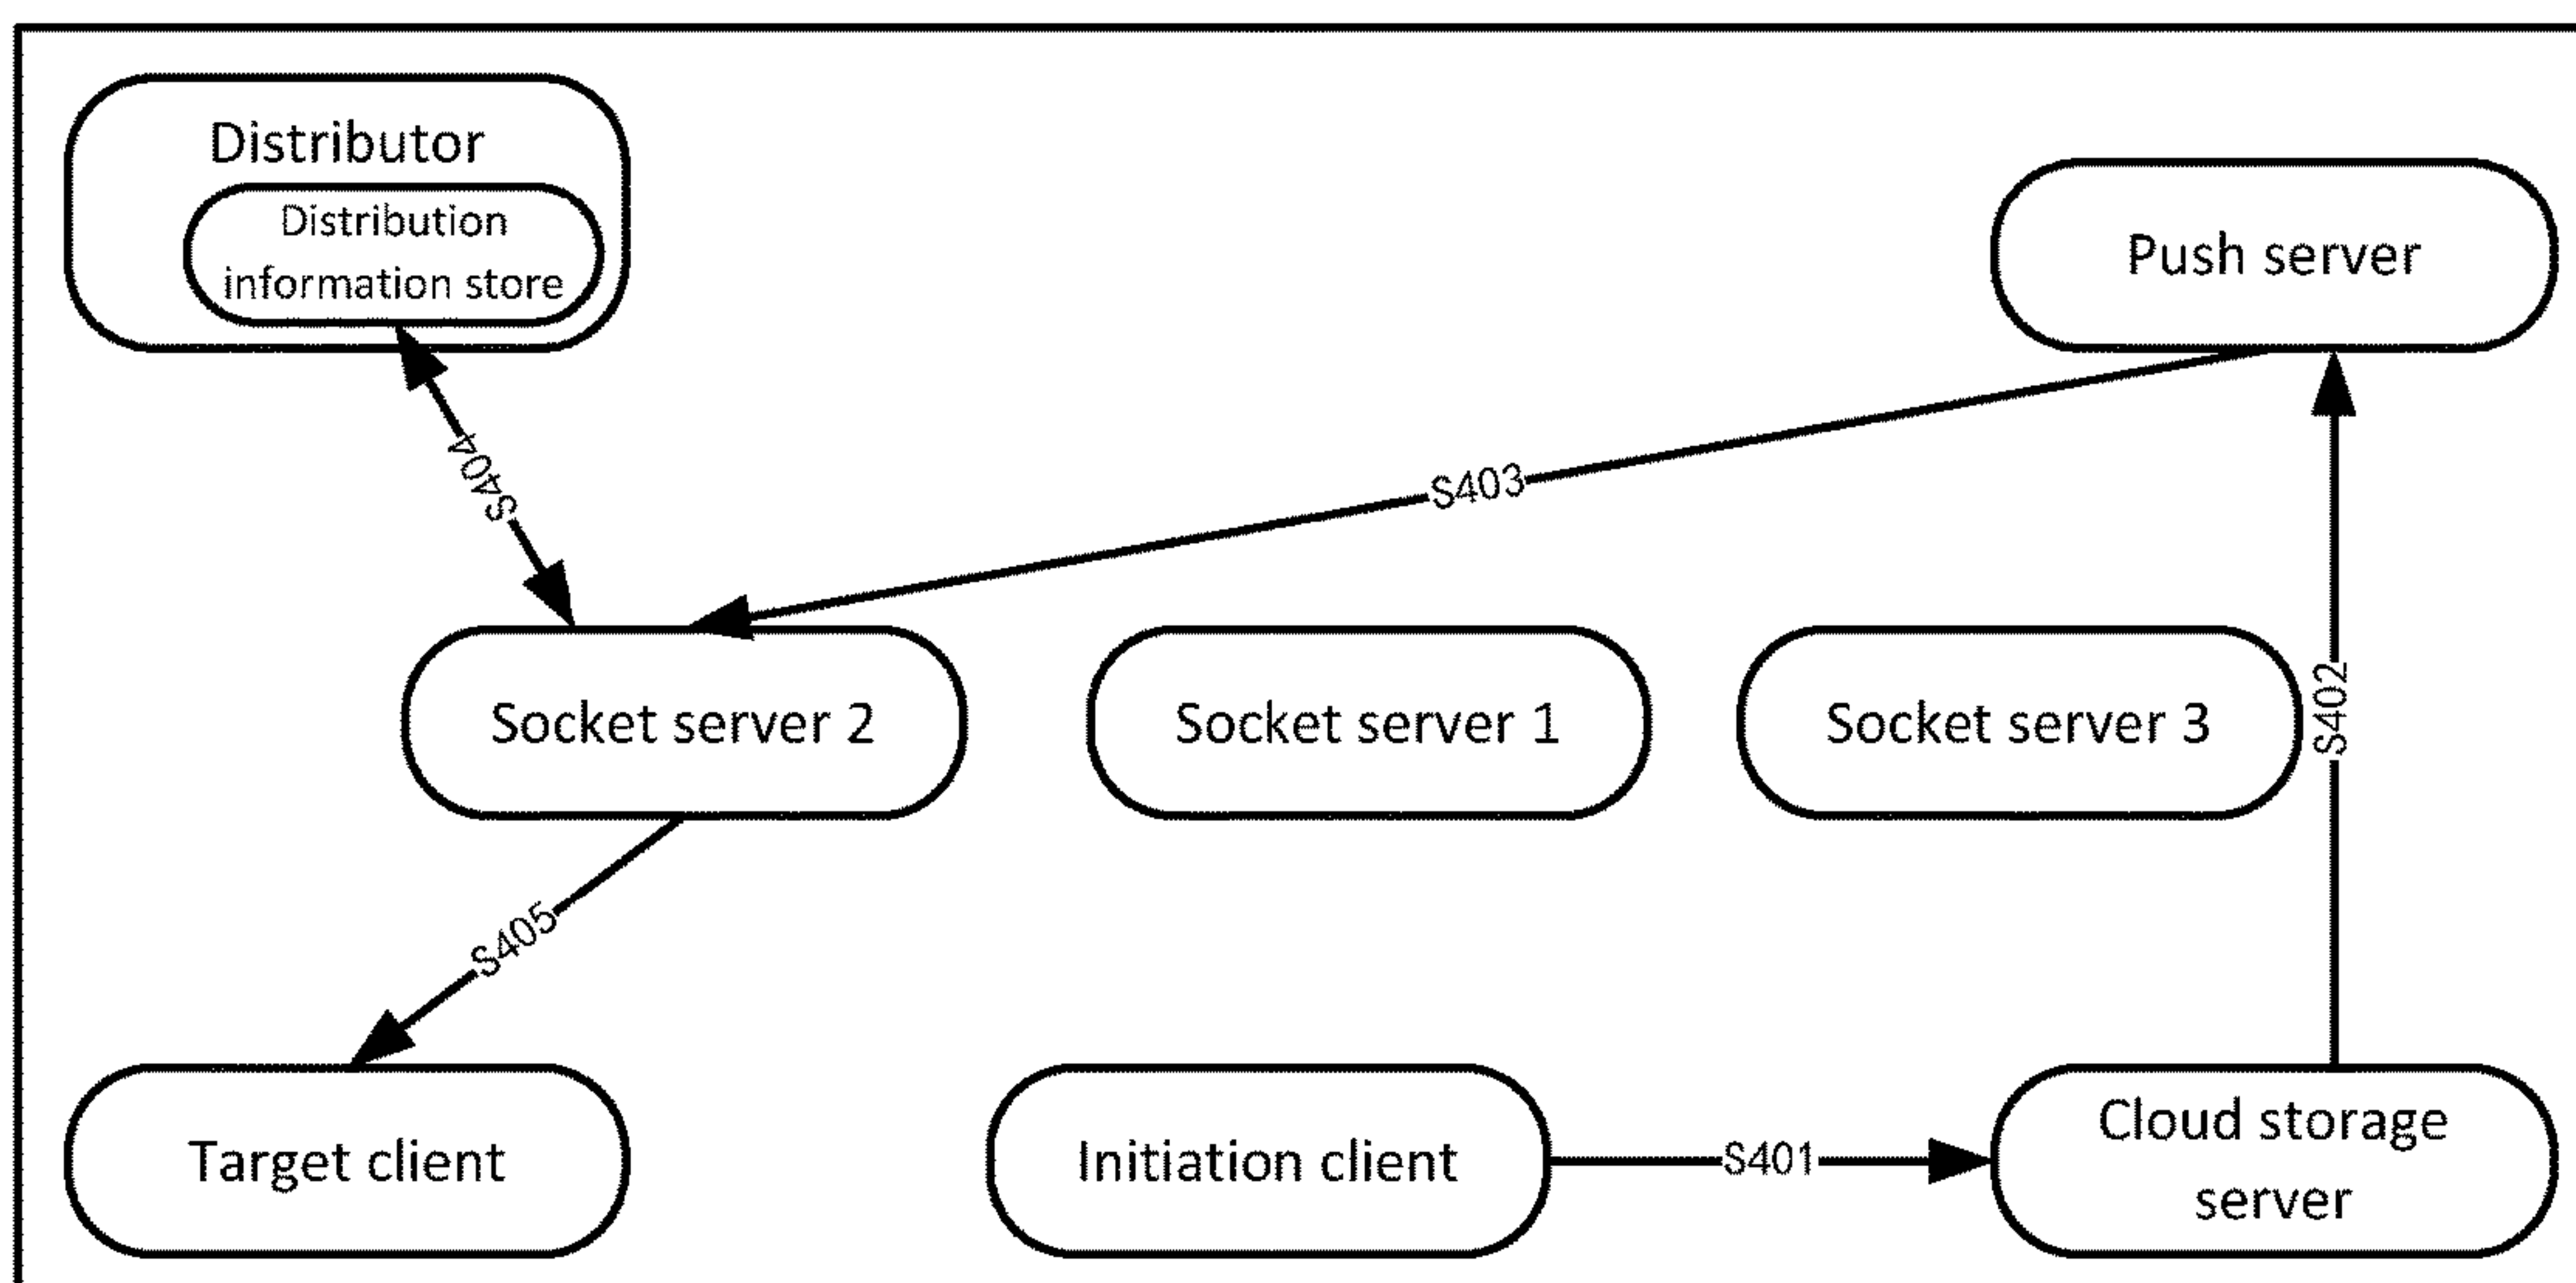 Distributor
Distribution
information store
Push server
S404
S403
Socket server 2
Socket server 1
Socket server 3
S402
S405
Target client
Initiation client
S401
Cloud storage
server